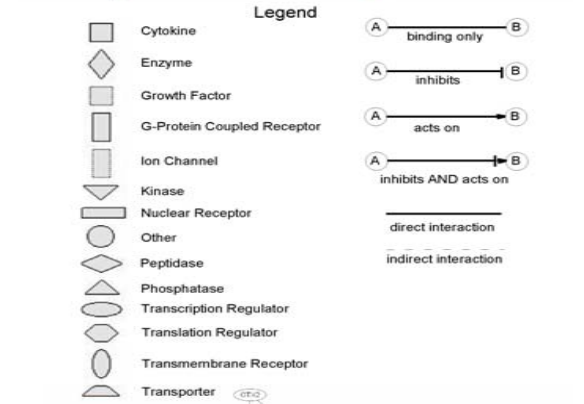 Legend
Cytokine
Enzyme
Growth Factor
G-Protein Coupled Receptor
Ion Channel
Kinase
Nuclear Receptor
Other
Peptidase
Phosphatase
Transcription Regulator
Translation Regulator
Transmembrane Receptor
Transporter
A B
binding only
A B
inhibits
A B
acts on
A B
inhibits AND acts on
direct interaction
indirect interaction